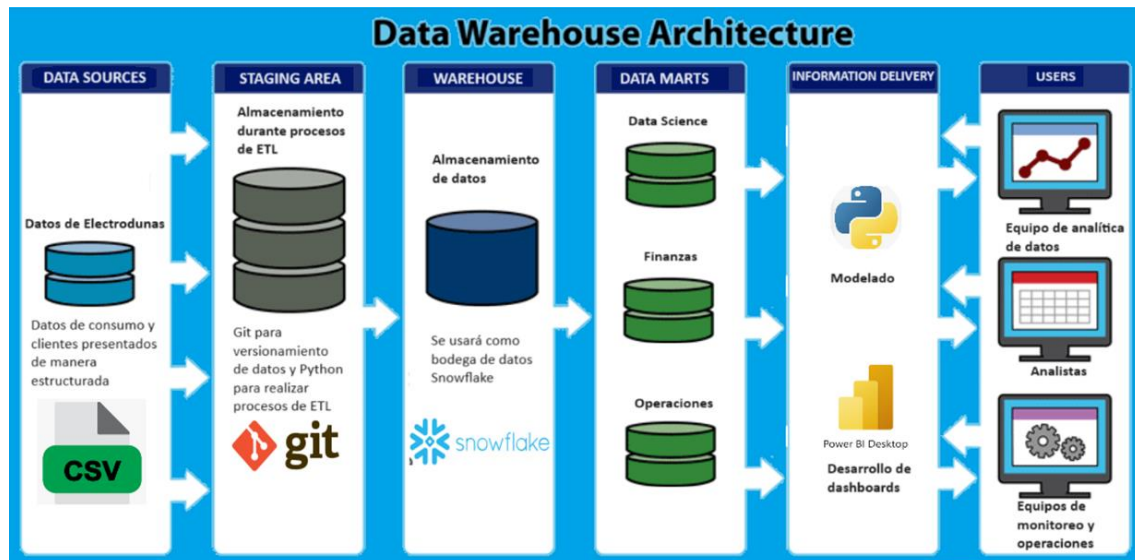 Data Warehouse Architecture
DATA SOURCES
Datos de Electrodunas
Datos de consumo y
clientes presentados
de manera
estructurada
CSV
STAGING AREA
Almacenamiento
durante procesos
de ETL
Git para
versionamiento
de datos y Python
para realizar
procesos de ETL
git
WAREHOUSE
Almacenamiento
de datos
Se usará como
bodega de datos
Snowflake
snowflake
DATA MARTS
Data Science
Finanzas
Operaciones
INFORMATION DELIVERY
Modelado
Power BI Desktop
Desarrollo de
dashboards
USERS
Equipo de analítica
de datos
Analistas
Equipos de
monitoreo y
operaciones